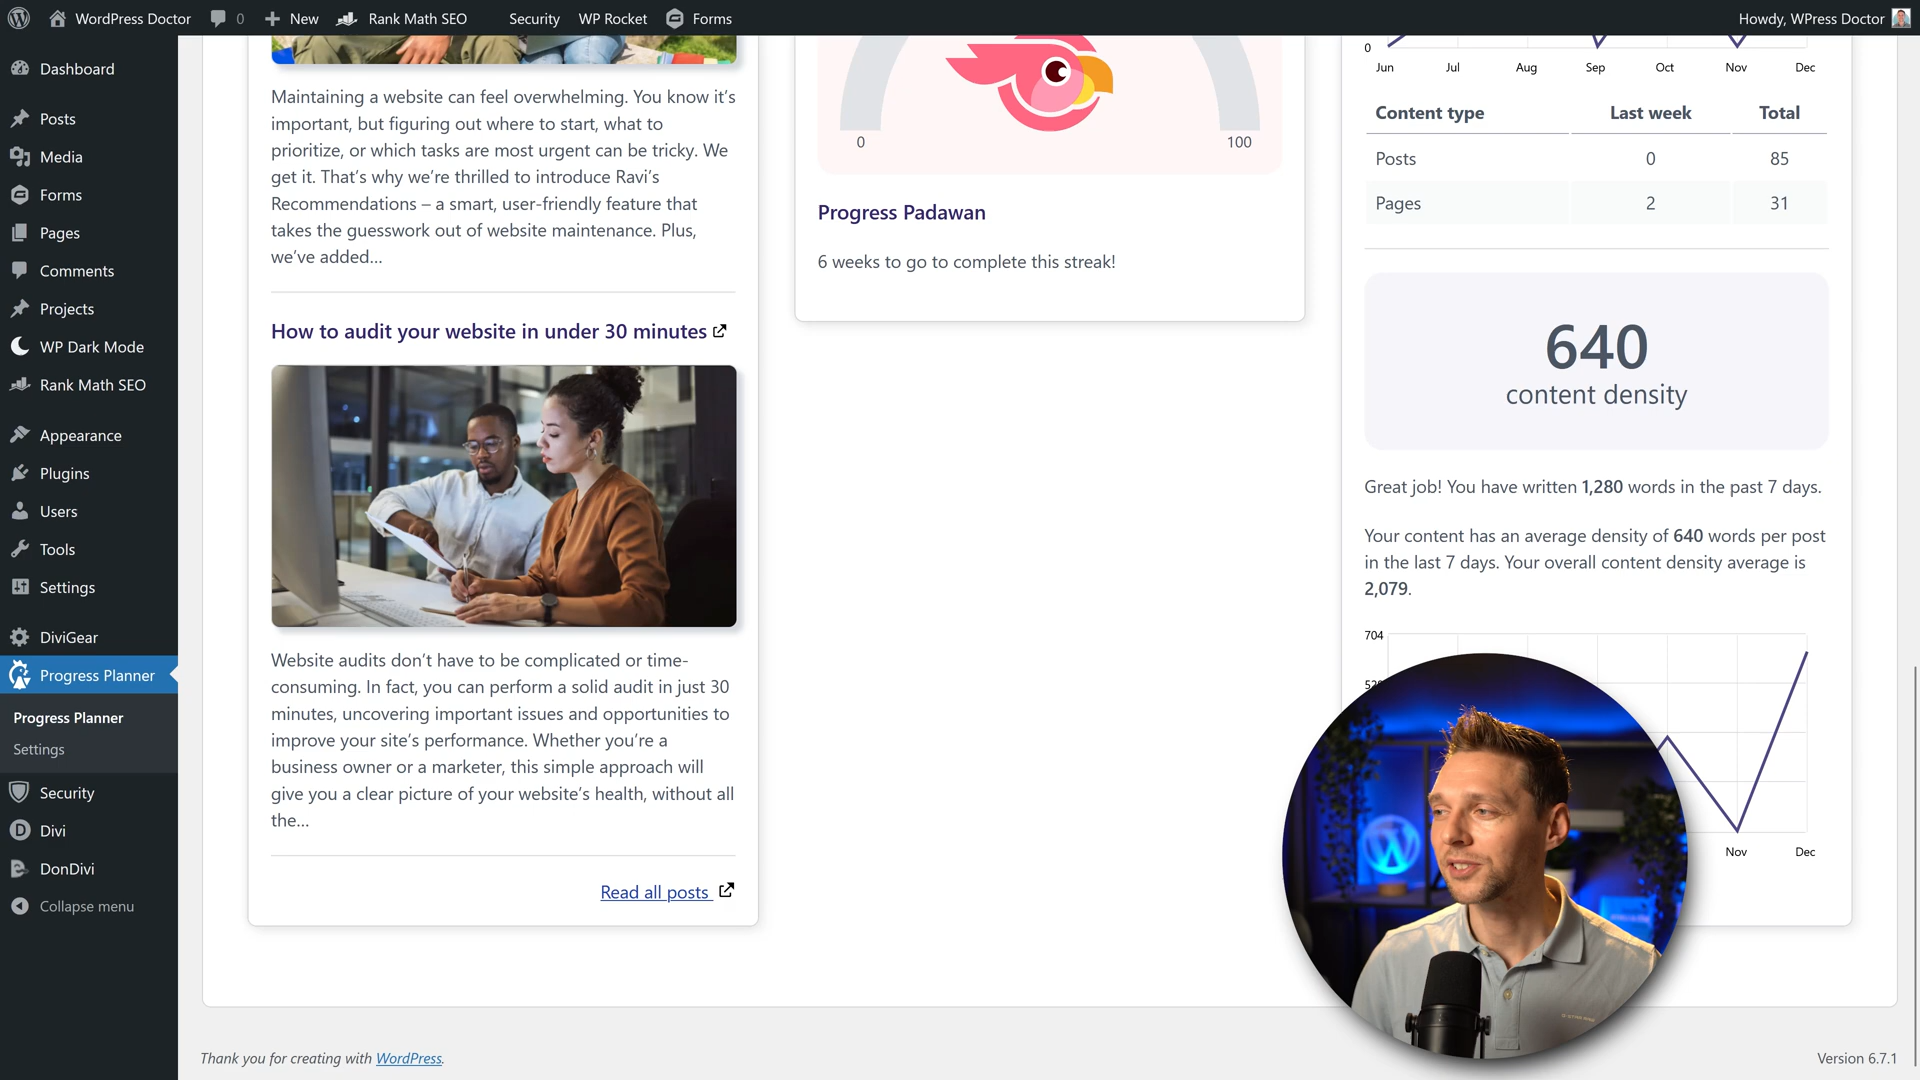 WordPress Doctor 0 New Rank Math SEO Security WP Rocket Forms Howdy, WPress Doctor
Dashboard
Posts
Media
Forms
Pages
Comments
Projects
WP Dark Mode
Rank Math SEO
Appearance
Plugins
Users
Tools
Settings
DiviGear
Progress Planner
Progress Planner
Settings
Security
Divi
DonDivi
Collapse menu
Maintaining a website can feel overwhelming. You know it’s
important, but figuring out where to start, what to
prioritize, or which tasks are most urgent can be tricky. We
get it. That’s why we’re thrilled to introduce Ravi’s
Recommendations – a smart, user-friendly feature that
takes the guesswork out of website maintenance. Plus,
we’ve added…
How to audit your website in under 30 minutes
Website audits don’t have to be complicated or time-
consuming. In fact, you can perform a solid audit in just 30
minutes, uncovering important issues and opportunities to
improve your site’s performance. Whether you’re a
business owner or a marketer, this simple approach will
give you a clear picture of your website’s health, without all
the…
Read all posts
0 100
Progress Padawan
6 weeks to go to complete this streak!
0
Jun Jul Aug Sep Oct Nov Dec
Content type Last week Total
Posts 0 85
Pages 2 31
640
content density
Great job! You have written 1,280 words in the past 7 days.
Your content has an average density of 640 words per post
in the last 7 days. Your overall content density average is
2,079.
704
Nov Dec
Thank you for creating with WordPress.
Version 6.7.1